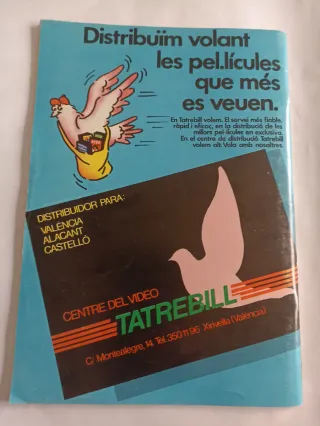 Distribuïm volant
les pel.lícules
que més
es veuen.
En Tatrebill volem. El servei més fiable,
ràpid i eficaç, en la distribució de les
millors pel·lícules en exclusiva.
En el centre de distribució Tatrebill
volem alt. Vola amb nosaltres.
DISTRIBUIDOR PARA:
VALENCIA
ALACANT
CASTELLÓ
CENTRE DEL VIDEO
TATREBILL
C/ Montealegre, 14. Tel. 350 11 95 Xirivella (València)